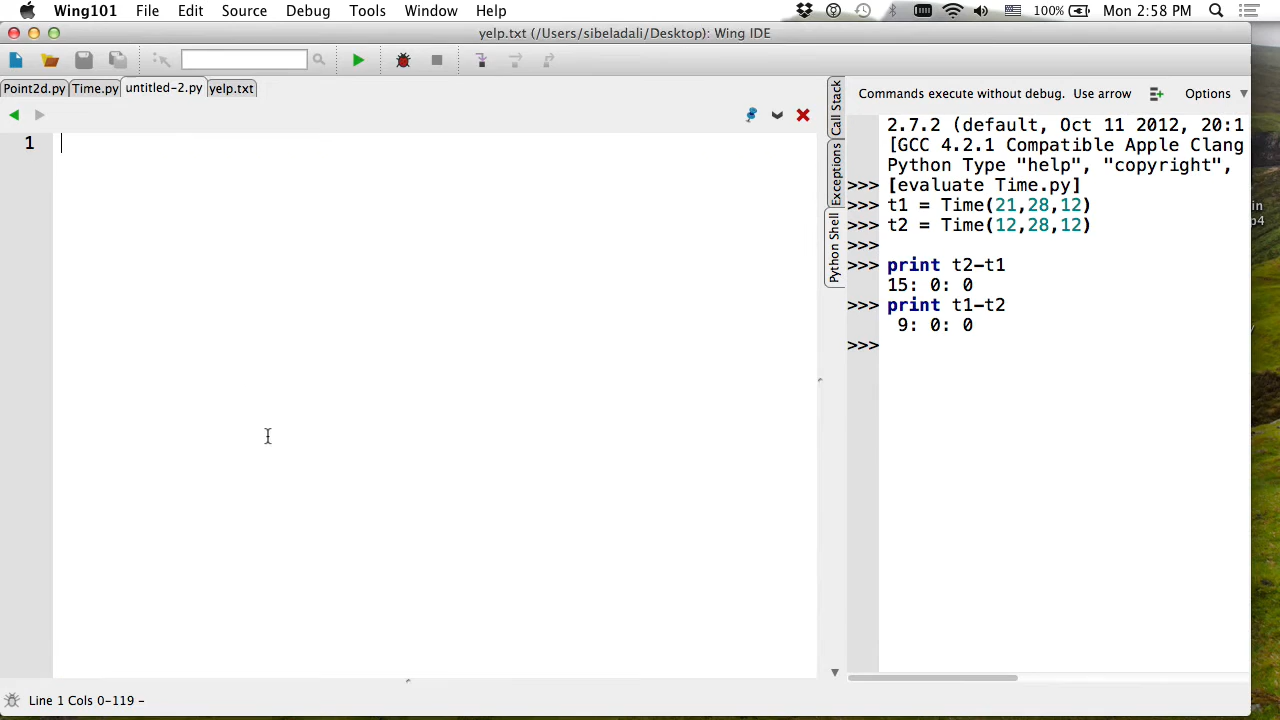 Wing101 File Edit Source Debug Tools Window Help 100% Mon 2:58 PM
yelp.txt (/Users/sibeladali/Desktop): Wing IDE
Point2d.py Time.py untitled-2.py yelp.txt
1
Call Stack
Exceptions
Python Shell
Commands execute without debug. Use arrow Options
2.7.2 (default, Oct 11 2012, 20:1
[GCC 4.2.1 Compatible Apple Clang
Python Type "help", "copyright",
>>> [evaluate Time.py]
>>> t1 = Time(21,28,12)
>>> t2 = Time(12,28,12)
>>>
>>> print t2-t1
15: 0: 0
>>> print t1-t2
9: 0: 0
>>>
in
p4
Line 1 Cols 0-119 –